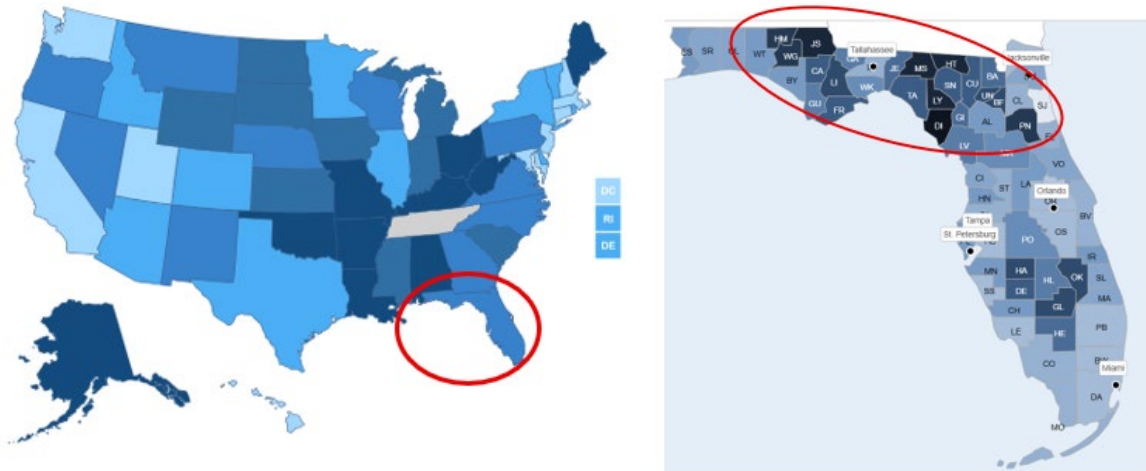 DC
RI
DE
HM
JS
Tallahassee
Jacksonville
SR
WT
WG
BY
CA
LI
WK
GU
FR
JE
MS
HT
TA
SN
CU
BA
LY
UN
BF
CL
SJ
DI
GI
AL
PN
LV
VO
CI
ST
LA
Orlando
OR
HN
BV
Tampa
OS
St. Petersburg
PO
IR
MN
HA
OK
HL
SL
SS
DE
MA
CH
GL
LE
HE
PB
CO
Miami
DA
MO